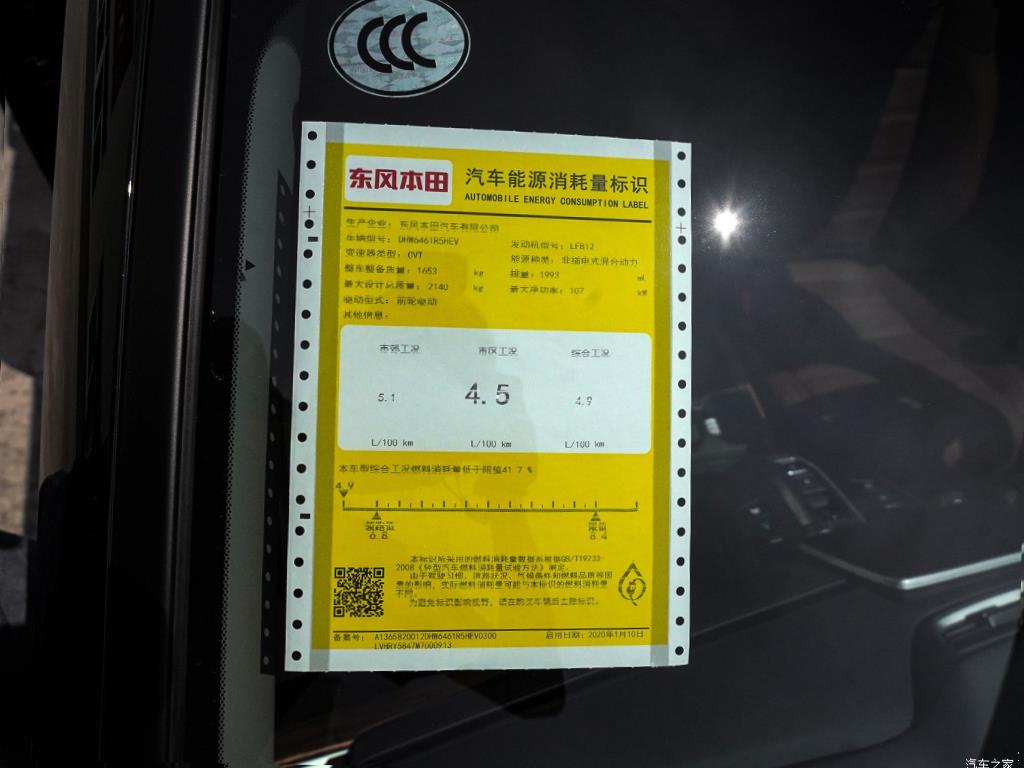 CCC
东风本田
汽车能源消耗量标识
AUTOMOBILE ENERGY CONSUMPTION LABEL
生产企业：东风本田汽车有限公司
车辆型号：DHW6461R5HEV 发动机型号：LFB12
变速器类型：CVT 能源种类：非插电式混合动力
整车整备质量：1653 kg 排量：1993 mL
最大设计总质量：2140 kg 最大净功率：107 kW
驱动型式：前轮驱动
其他信息：
市郊工况 市区工况 综合工况
5.1 4.5 4.9
L/100 km L/100 km L/100 km
本车型综合工况燃料消耗量低于限值41 7 %
4.9
6.8 8.4
本标识所采用的燃料消耗量数据系根据GB/T19233-
2008《轻型汽车燃料消耗量试验方法》测定。
由于驾驶习惯、道路状况、气候条件和燃料品质等因
素的影响，实际燃料消耗量可能与本标识的燃料消耗量
不同。
为避免标识影响视野，请在购买车辆后去除标识。
备案号：A1365820012DHW6461R5HEV0300 启用日期：2020年1月10日
LVHRY5847M7000913
汽车之家